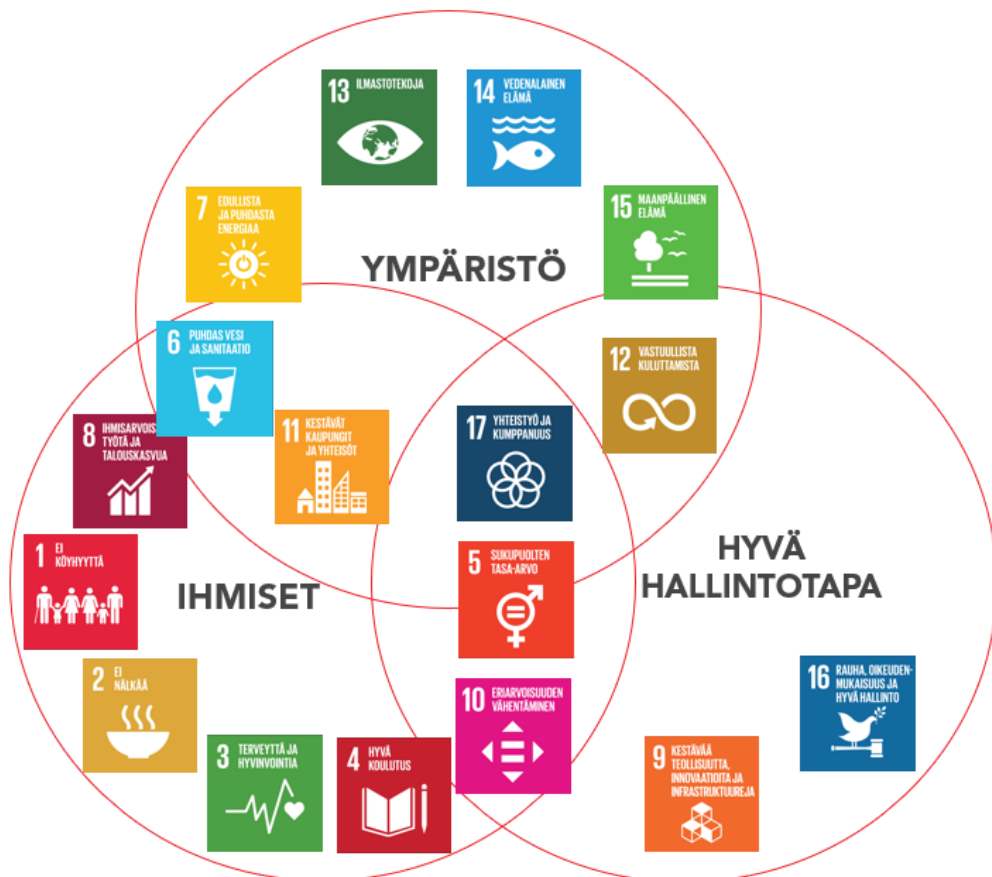 13 ILMASTOTEKOJA
14 VEDENALAINEN
ELÄMÄ
7 EDULLISTA
JA PUHDASTA
ENERGIAA
15 MAANPÄÄLLINEN
ELÄMÄ
YMPÄRISTÖ
6 PUHDAS VESI
JA SANITAATIO
12 VASTUULLISTA
KULUTTAMISTA
8 IHMISARVOIS
TYÖTÄ JA
TALOUSKASVUA
11 KESTÄVÄT
KAUPUNGIT
JA YHTEISÖT
17 YHTEISTYÖ JA
KUMPPANUUS
1 EI
KÖYHYYTTÄ
IHMISET
5 SUKUPUOLTEN
TASA-ARVO
HYVÄ
HALLINTOTAPA
2 EI
NÄLKÄÄ
3 TERVEYTTÄ JA
HYVINVOINTIA
4 HYVÄ
KOULUTUS
10 ERIARVOISUUDEN
VÄHENTÄMINEN
9 KESTÄVÄÄ
TEOLLISUUTTA,
INNOVAATIOITA JA
INFRASTRUKTUUREJA
16 RAUHA, OIKEUDEN-
MUKAISUUS JA
HYVÄ HALLINTO